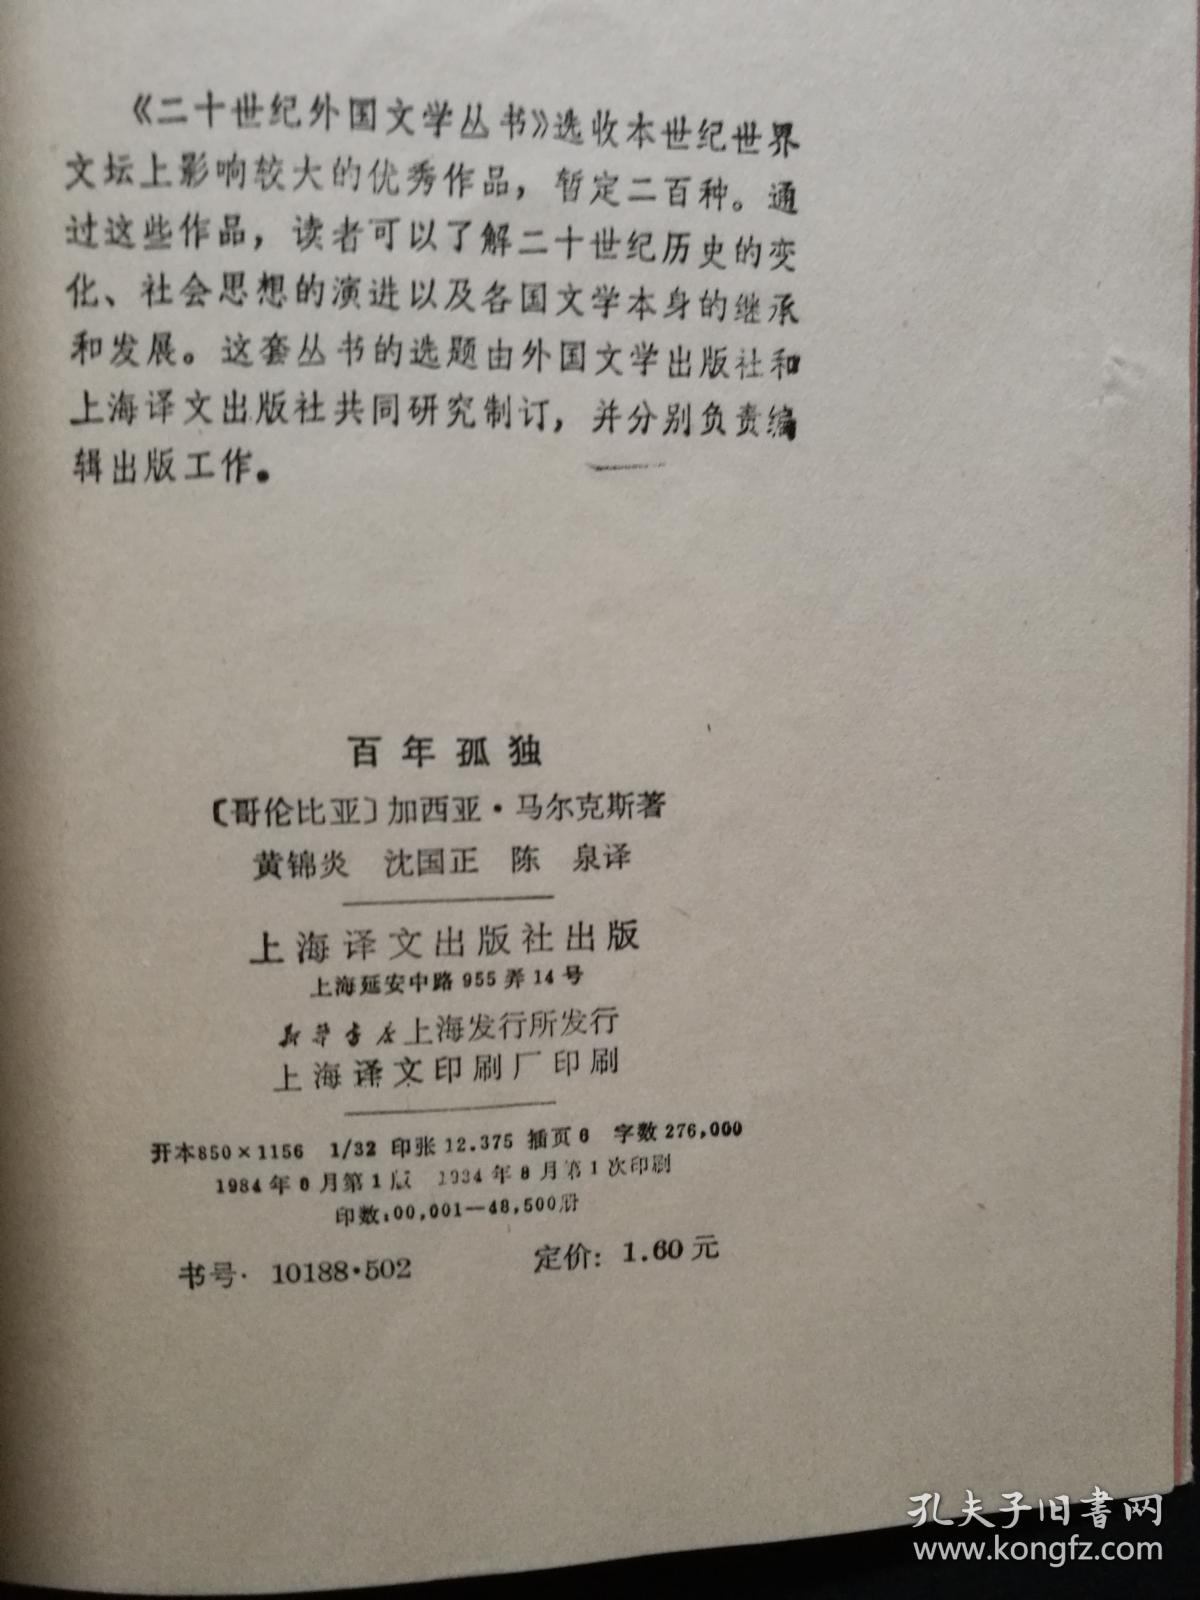 《二十世纪外国文学丛书》选收本世纪世界
文坛上影响较大的优秀作品，暂定二百种。通
过这些作品，读者可以了解二十世纪历史的变
化、社会思想的演进以及各国文学本身的继承
和发展。这套丛书的选题由外国文学出版社和
上海译文出版社共同研究制订，并分别负责编
辑出版工作。
百年孤独
〔哥伦比亚〕加西亚·马尔克斯著
黄锦炎 沈国正 陈 泉译
上海译文出版社出版
上海延安中路955弄14号
新华书店上海发行所发行
上海译文印刷厂印刷
开本850×1156 1/32 印张12.375 插页6 字数276,000
1984年8月第1版 1984年8月第1次印刷
印数：00,001—48,500册
书号·10188·502 定价：1.60元
孔夫子旧書网
www.kongfz.com